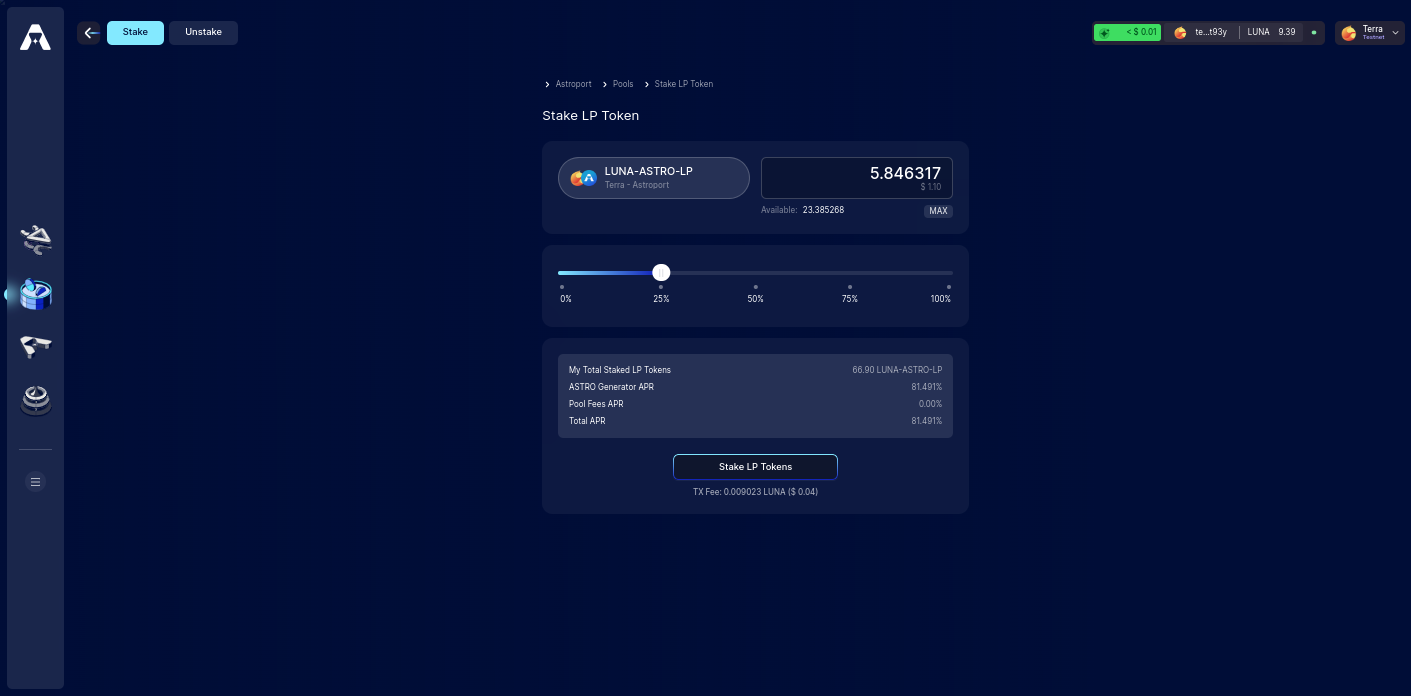 Stake Unstake
< $ 0.01 te...t93y LUNA 9.39 Terra
Testnet
Astroport Pools Stake LP Token
Stake LP Token
LUNA-ASTRO-LP
Terra - Astroport
5.846317
$ 1.10
Available: 23.385268 MAX
0% 25% 50% 75% 100%
My Total Staked LP Tokens 66.90 LUNA-ASTRO-LP
ASTRO Generator APR 81.491%
Pool Fees APR 0.00%
Total APR 81.491%
Stake LP Tokens
TX Fee: 0.009023 LUNA ($ 0.04)